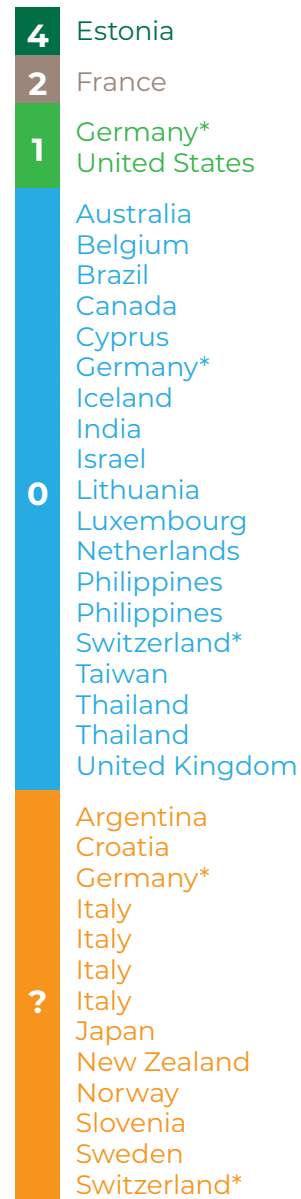 4 Estonia
2 France
1
Germany*
United States
0
Australia
Belgium
Brazil
Canada
Cyprus
Germany*
Iceland
India
Israel
Lithuania
Luxembourg
Netherlands
Philippines
Philippines
Switzerland*
Taiwan
Thailand
Thailand
United Kingdom
?
Argentina
Croatia
Germany*
Italy
Italy
Italy
Italy
Japan
New Zealand
Norway
Slovenia
Sweden
Switzerland*